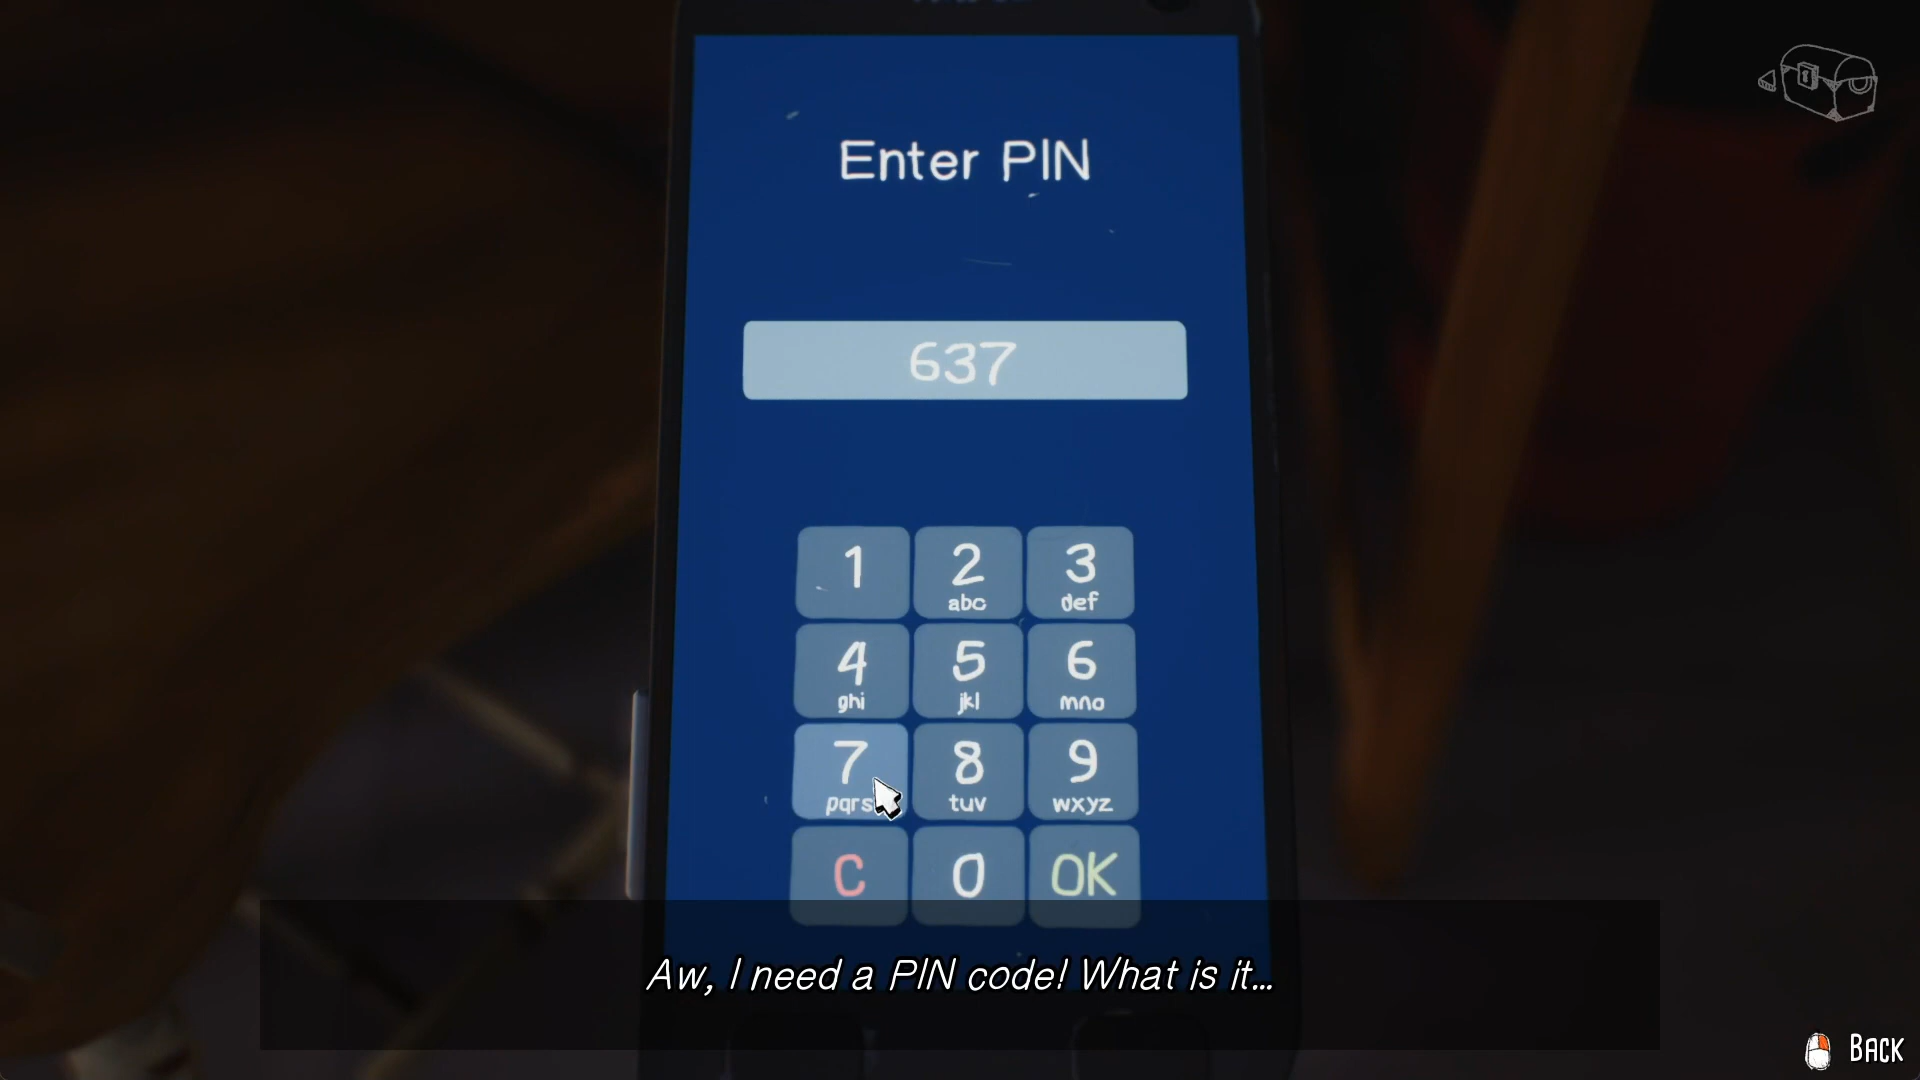 Enter PIN
637
1 2 3
abc def
4 5 6
ghi jkl mno
7 8 9
pqrs tuv wxyz
C 0 OK
Aw, I need a PIN code! What is it...
BACK